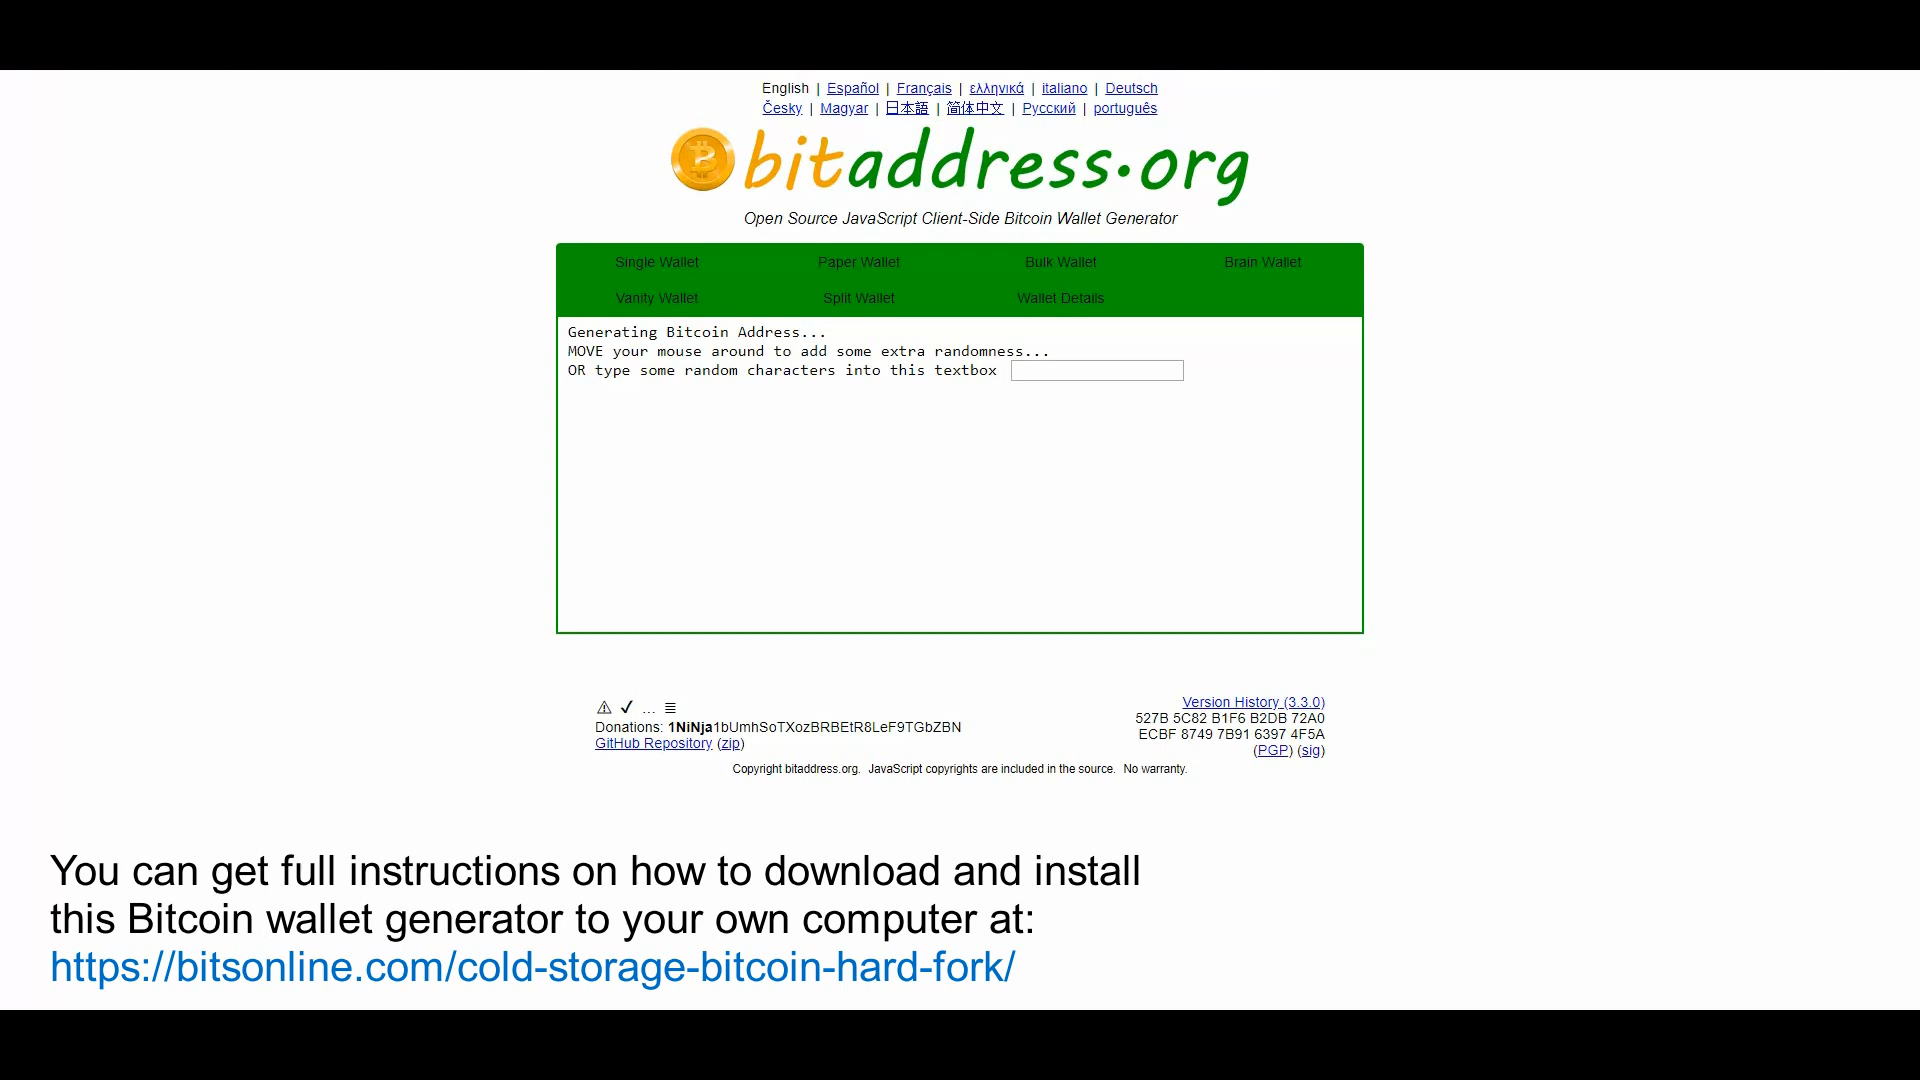 English | Español | Français | ελληνικά | italiano | Deutsch
Česky | Magyar | 日本語 | 简体中文 | Русский | português
bitaddress.org
Open Source JavaScript Client-Side Bitcoin Wallet Generator
Single Wallet Paper Wallet Bulk Wallet Brain Wallet
Vanity Wallet Split Wallet Wallet Details
Generating Bitcoin Address...
MOVE your mouse around to add some extra randomness...
OR type some random characters into this textbox
...
Donations: 1NiNja1bUmhSoTXozBRBEtR8LeF9TGbZBN
GitHub Repository (zip)
Version History (3.3.0)
527B 5C82 B1F6 B2DB 72A0
ECBF 8749 7B91 6397 4F5A
(PGP) (sig)
Copyright bitaddress.org. JavaScript copyrights are included in the source. No warranty.
You can get full instructions on how to download and install
this Bitcoin wallet generator to your own computer at:
https://bitsonline.com/cold-storage-bitcoin-hard-fork/